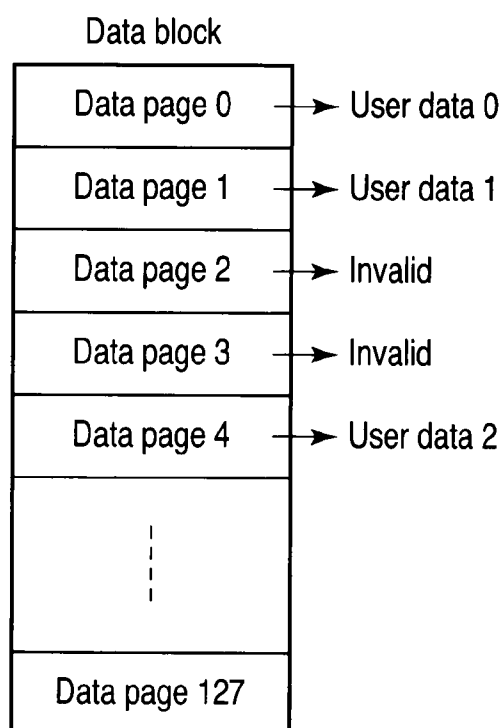 Data block
Data page 0 User data 0
Data page 1 User data 1
Data page 2 Invalid
Data page 3 Invalid
Data page 4 User data 2
Data page 127